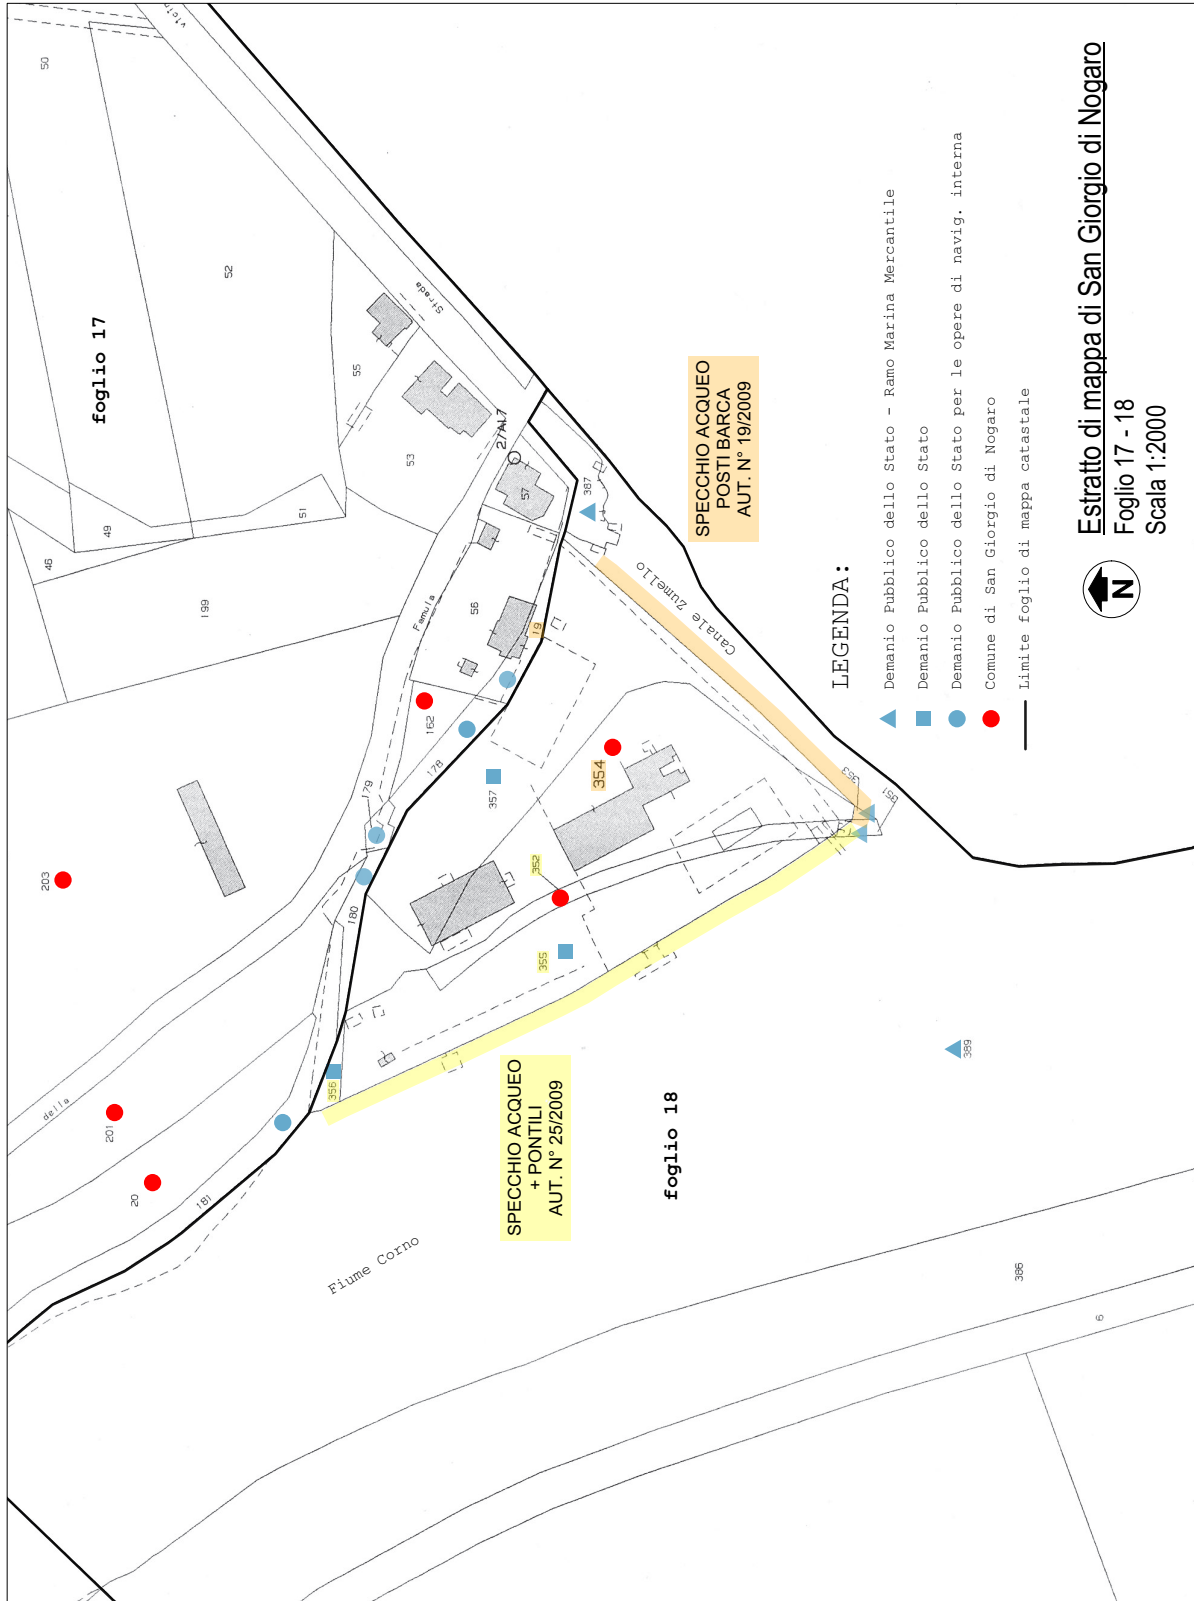 50
vicin
foglio 17
52
55
Strada
53
2/A17
57
49
51
46
199
Famula
56
19
387
SPECCHIO ACQUEO
POSTI BARCA
AUT. N° 19/2009
Canale Zumello
162
178
179
357
354
203
180
352
355
353
351
356
389
della
201
20
181
SPECCHIO ACQUEO
+ PONTILI
AUT. N° 25/2009
foglio 18
Fiume Corno
386
6
LEGENDA:
Demanio Pubblico dello Stato - Ramo Marina Mercantile
Demanio Pubblico dello Stato
Demanio Pubblico dello Stato per le opere di navig. interna
Comune di San Giorgio di Nogaro
Limite foglio di mappa catastale
N
Estratto di mappa di San Giorgio di Nogaro
Foglio 17 - 18
Scala 1:2000